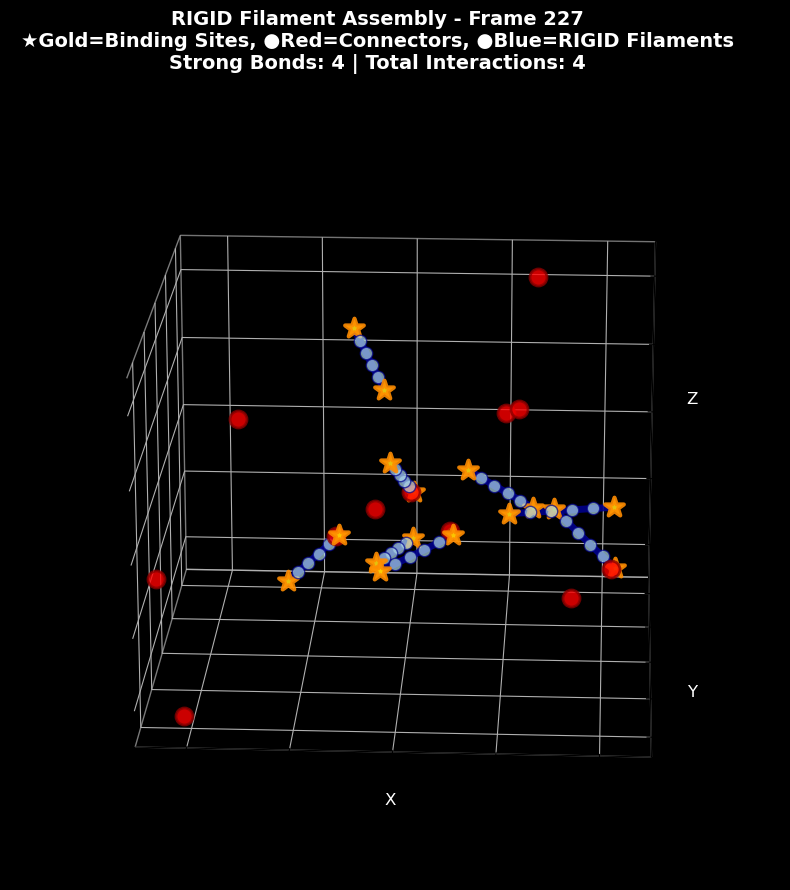 RIGID Filament Assembly - Frame 227
★Gold=Binding Sites, ●Red=Connectors, ●Blue=RIGID Filaments
Strong Bonds: 4 | Total Interactions: 4
Z
Y
X